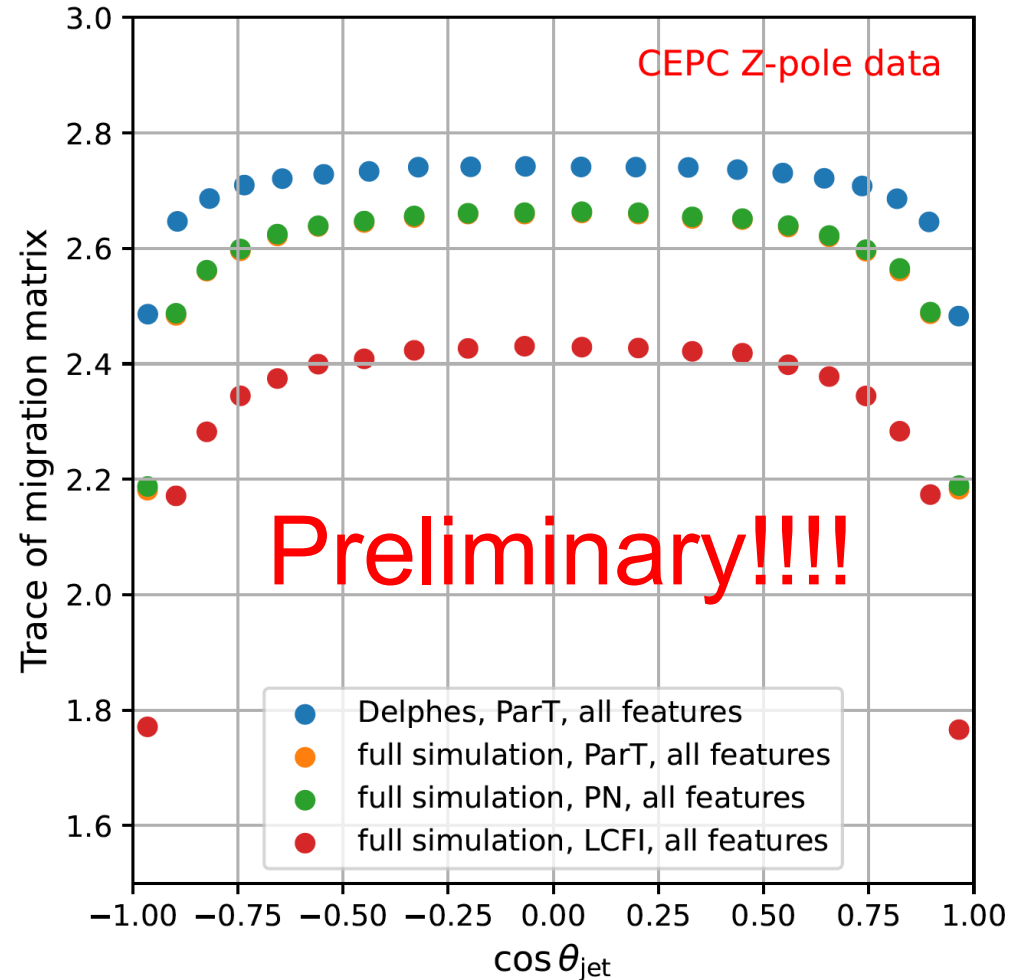 CEPC Z-pole data
3.0
2.8
2.6
2.4
2.2
2.0
1.8
1.6
Trace of migration matrix
Preliminary!!!!
Delphes, ParT, all features
full simulation, ParT, all features
full simulation, PN, all features
full simulation, LCFI, all features
−1.00 −0.75 −0.50 −0.25 0.00 0.25 0.50 0.75 1.00
cos θjet